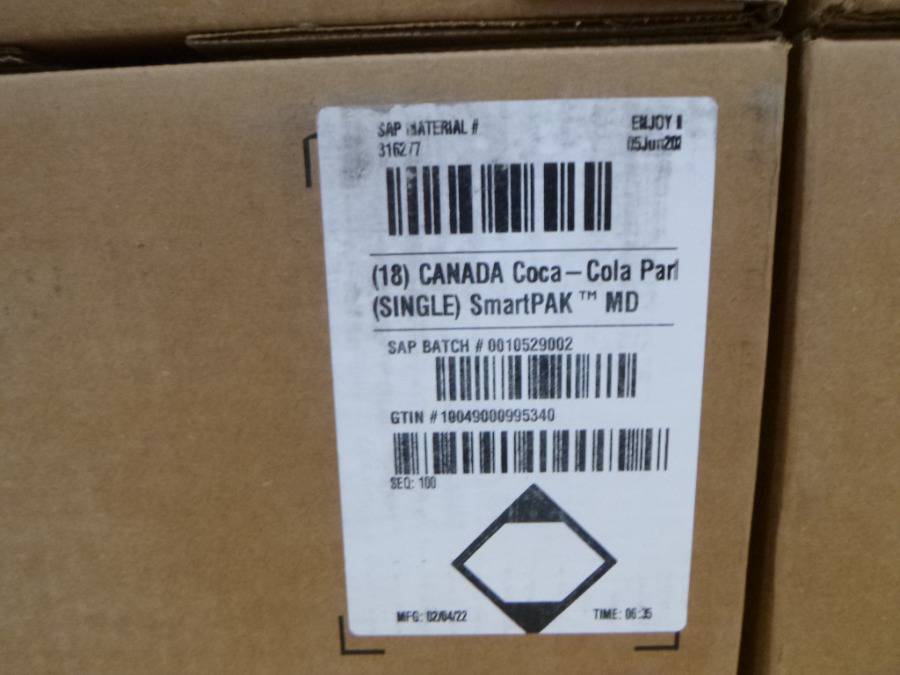 SAP MATERIAL #
ENJOY
(18) CANADA Coca-Cola
(SINGLE) SmartPAK™ MD
SAP BATCH # 0010529002
GTIN # 10049000995340
SEQ: 100
MFG: 02/04/22
TIME: 06:35